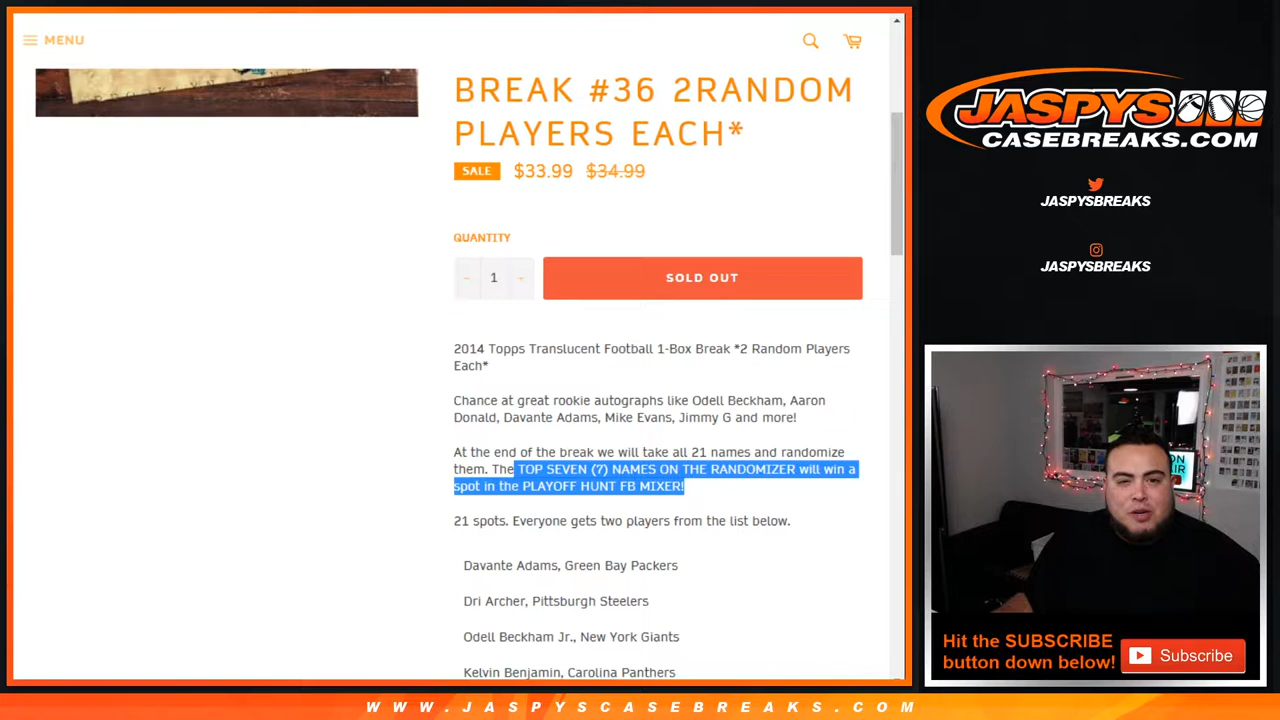 MENU
BREAK #36 2RANDOM
PLAYERS EACH*
SALE $33.99 $34.99
QUANTITY
- 1 +
SOLD OUT
2014 Topps Translucent Football 1-Box Break *2 Random Players
Each*
Chance at great rookie autographs like Odell Beckham, Aaron
Donald, Davante Adams, Mike Evans, Jimmy G and more!
At the end of the break we will take all 21 names and randomize
them. The TOP SEVEN (7) NAMES ON THE RANDOMIZER will win a
spot in the PLAYOFF HUNT FB MIXER!
21 spots. Everyone gets two players from the list below.
Davante Adams, Green Bay Packers
Dri Archer, Pittsburgh Steelers
Odell Beckham Jr., New York Giants
Kelvin Benjamin, Carolina Panthers
JASPYS
CASEBREAKS.COM
JASPYSBREAKS
JASPYSBREAKS
Hit the SUBSCRIBE
button down below!
Subscribe
WWW.JASPYSCASEBREAKS.COM